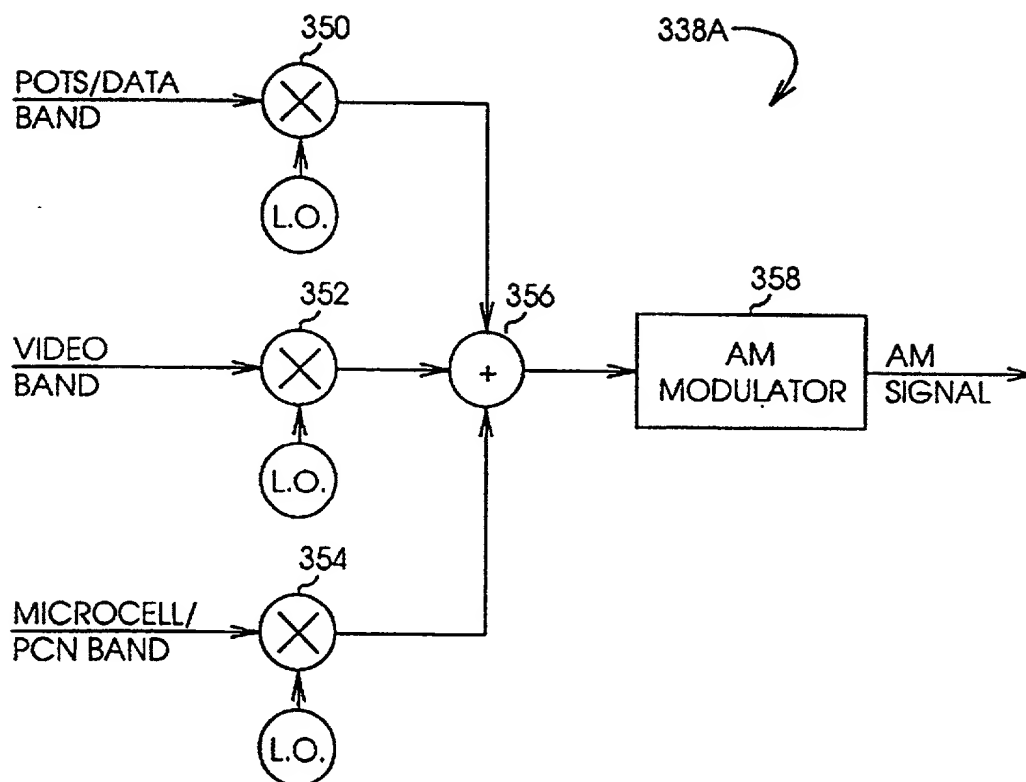 350
338A
POTS/DATA
BAND
L.O.
352
356
358
VIDEO
BAND
+
AM
MODULATOR
AM
SIGNAL
L.O.
354
MICROCELL/
PCN BAND
L.O.